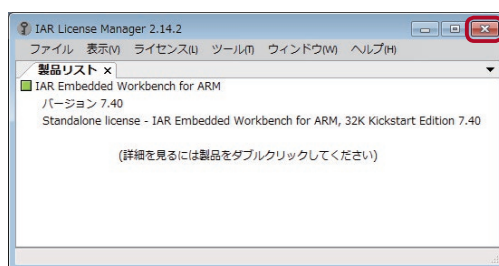 IAR License Manager 2.14.2
ファイル 表示(V) ライセンス(L) ツール(T) ウィンドウ(W) ヘルプ(H)
製品リスト ×
IAR Embedded Workbench for ARM
バージョン 7.40
Standalone license - IAR Embedded Workbench for ARM, 32K Kickstart Edition 7.40
(詳細を見るには製品をダブルクリックしてください)